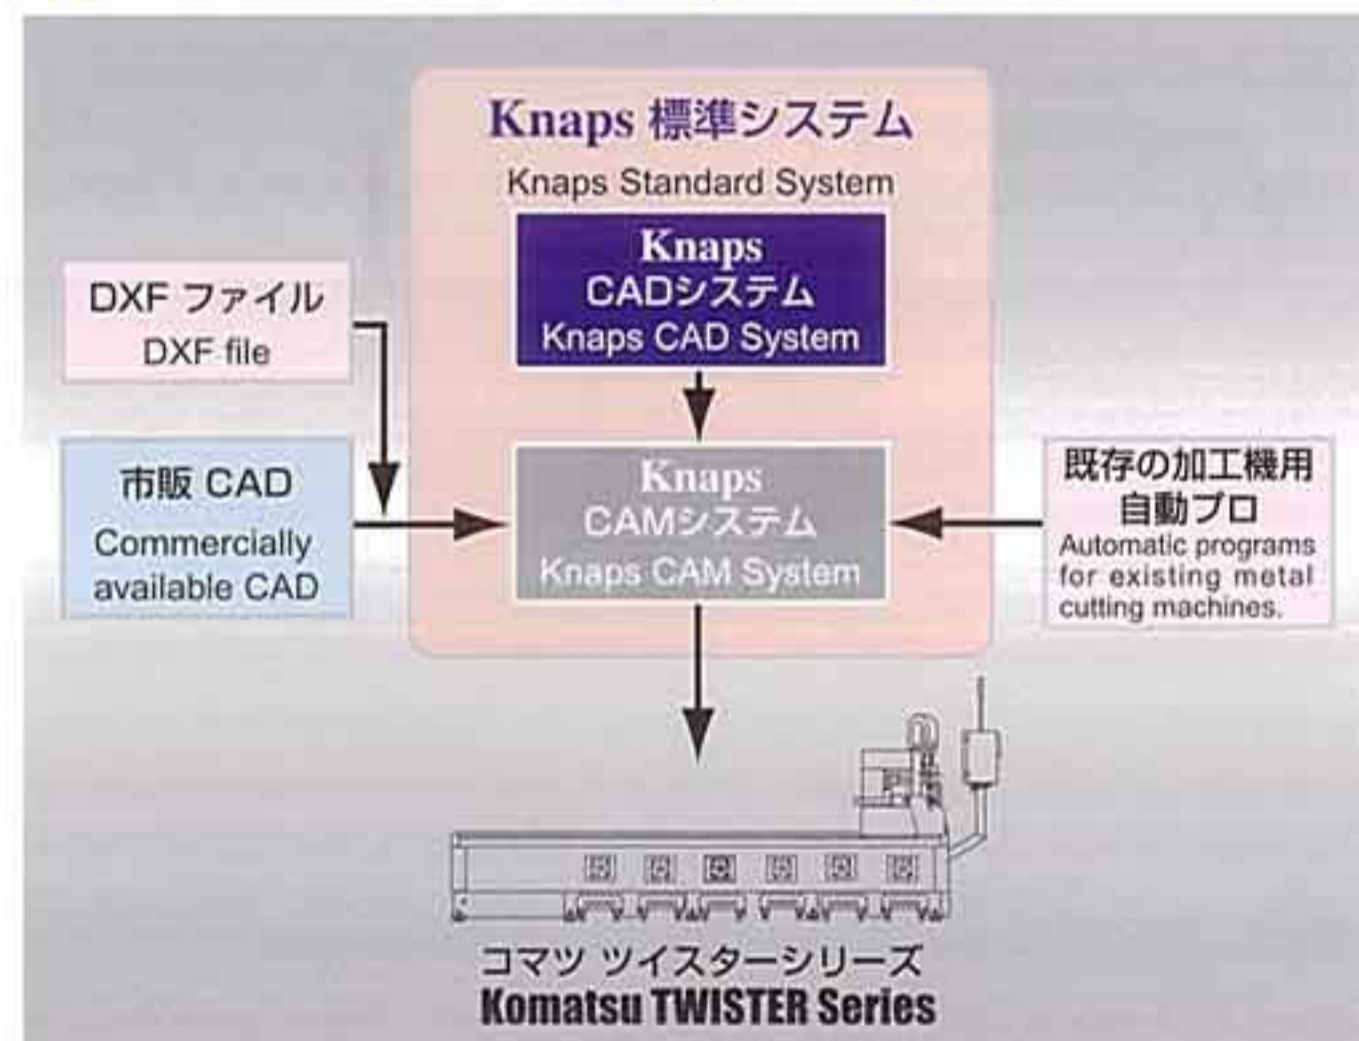 Knaps 標準システム
Knaps Standard System
Knaps
CADシステム
Knaps CAD System
DXF ファイル
DXF file
市販 CAD
Commercially
available CAD
Knaps
CAMシステム
Knaps CAM System
既存の加工機用
自動プロ
Automatic programs
for existing metal
cutting machines.
コマツ ツイスターシリーズ
Komatsu TWISTER Series